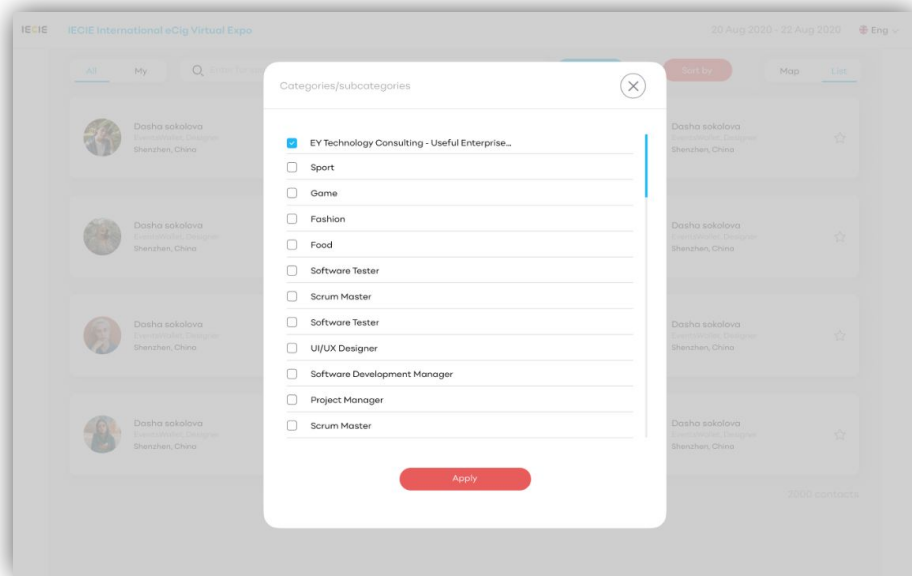 IECIE
IECIE International eCig Virtual Expo
20 Aug 2020 - 22 Aug 2020
Eng
All
My
Sort by
Map
List
Categories/subcategories
EY Technology Consulting - Useful Enterprise...
Sport
Game
Fashion
Food
Software Tester
Scrum Master
Software Tester
UI/UX Designer
Software Development Manager
Project Manager
Scrum Master
Apply
Dasha sokolova
Shenzhen, China
Dasha sokolova
Shenzhen, China
Dasha sokolova
Shenzhen, China
Dasha sokolova
Shenzhen, China
Dasha sokolova
Shenzhen, China
Dasha sokolova
Shenzhen, China
Dasha sokolova
Shenzhen, China
Dasha sokolova
Shenzhen, China
contacts